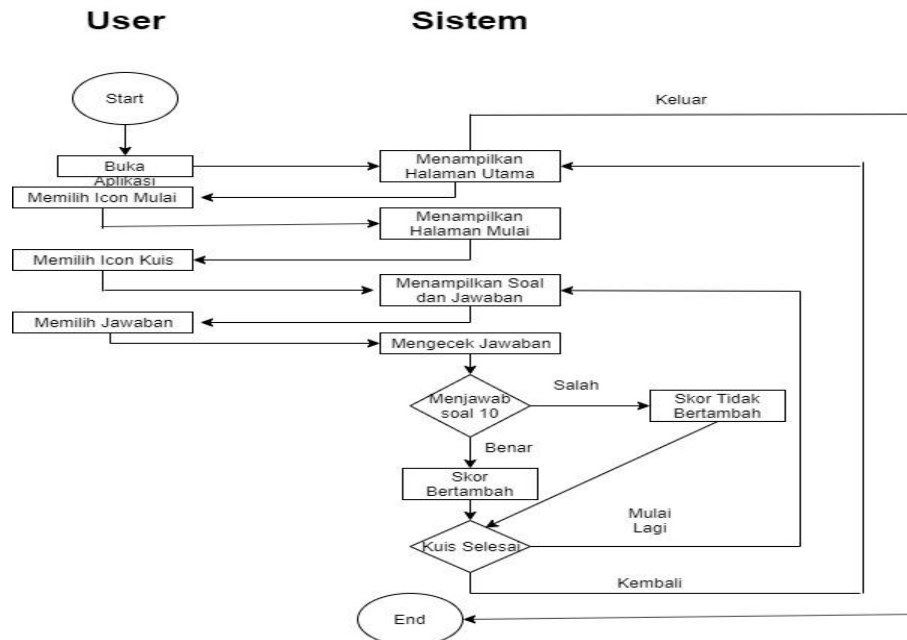 User
Sistem
Start
Keluar
Buka
Aplikasi
Menampilkan
Halaman Utama
Memilih Icon Mulai
Menampilkan
Halaman Mulai
Memilih Icon Kuis
Menampilkan Soal
dan Jawaban
Memilih Jawaban
Mengecek Jawaban
Menjawab
soal 10
Salah
Skor Tidak
Bertambah
Benar
Skor
Bertambah
Mulai
Lagi
Kuis Selesai
Kembali
End